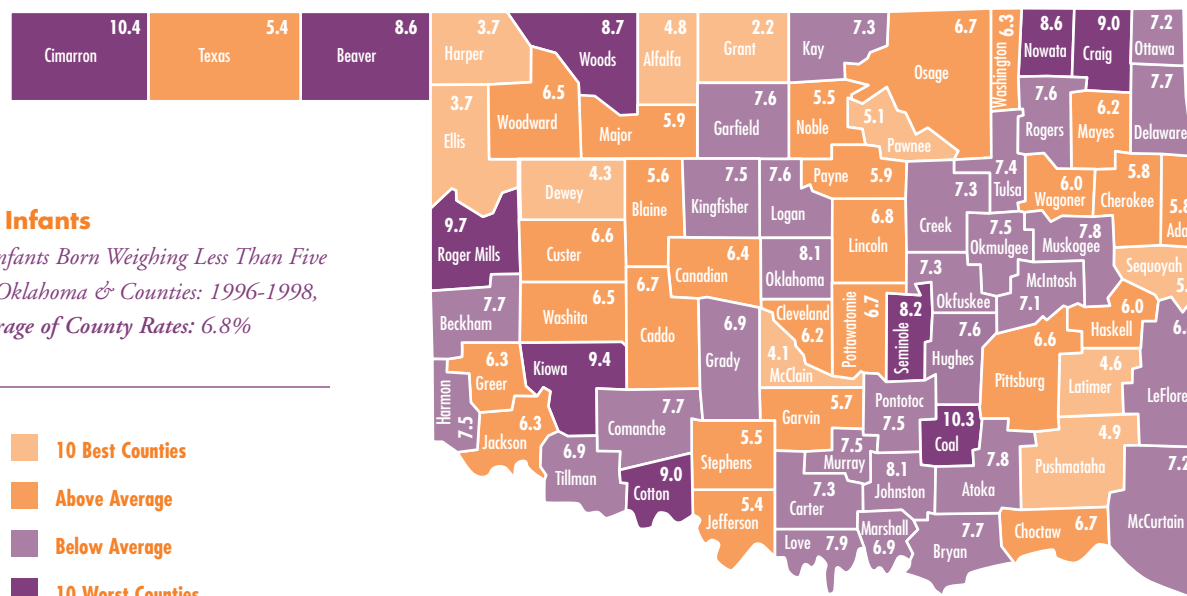 10.4 5.4 8.6 3.7 8.7 4.8 2.2 7.3 6.7 6.3 8.6 9.0 7.2
Cimarron Texas Beaver Harper Woods Alfalfa Grant Kay Osage Washington Nowata Craig Ottawa
3.7 6.5 5.9 7.6 5.5 5.1 7.6 6.2 7.7
Ellis Woodward Major Garfield Noble Pawnee Rogers Mayes Delaware
4.3 5.6 7.5 7.6 Payne 5.9 7.3 7.4 6.0 5.8 5.8
Dewey Blaine Kingfisher Logan Creek Tulsa Wagoner Cherokee
Infants
9.7 6.6 6.4 8.1 6.8 7.5 7.8
Roger Mills Custer Canadian Oklahoma Lincoln Okmulgee Muskogee Sequoyah
nfants Born Weighing Less Than Five
Oklahoma & Counties: 1996-1998,
rage of County Rates: 6.8%
7.7 6.5 6.7 6.9 Cleveland 6.2 6.7 8.2 7.3 7.1 6.0
Beckham Washita Caddo Grady Pottawatomie Seminole Okfuskee McIntosh Haskell
6.3 9.4 4.1 7.6 6.6 4.6
Greer Kiowa McClain Hughes Pittsburg Latimer LeFlore
Harmon 7.5 6.3 7.7 5.7 Pontotoc 7.5 10.3 4.9
Jackson Comanche Garvin Coal Pushmataha
10 Best Counties
6.9 9.0 5.5 7.5 8.1 7.8 7.2
Tillman Cotton Stephens Murray Johnston Atoka McCurtain
Above Average
5.4 7.3 Marshall 6.9 7.7 6.7
Jefferson Carter Bryan Choctaw
Below Average
Love 7.9
10 Worst Counties